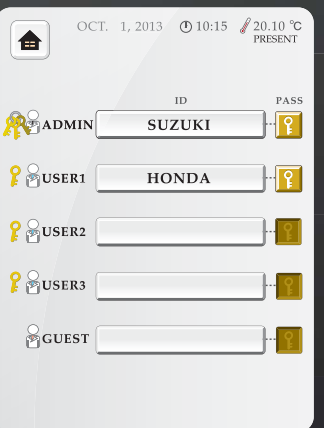 OCT. 1, 2013 10:15 20.10 ℃
PRESENT
ID PASS
ADMIN SUZUKI
USER1 HONDA
USER2
USER3
GUEST